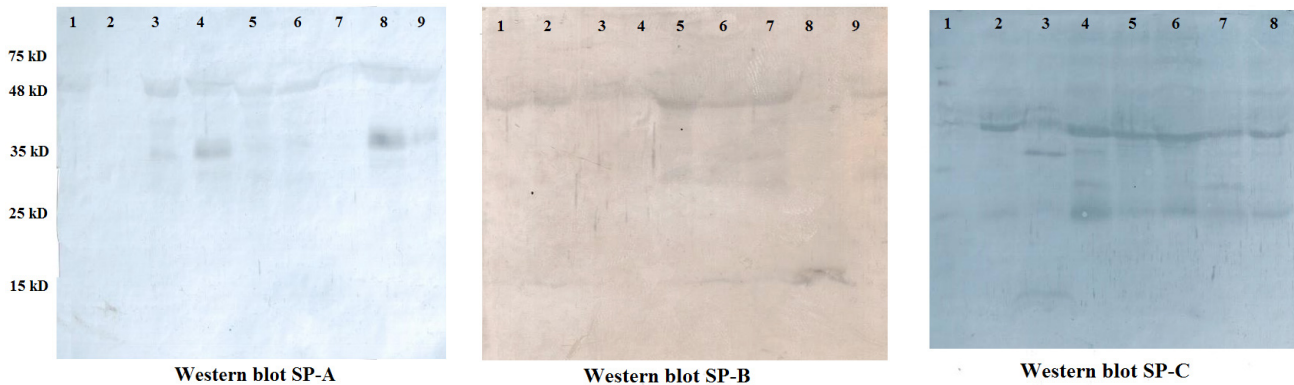 1 2 3 4 5 6 7 8 9
75 kD
48 kD
35 kD
25 kD
15 kD
Western blot SP-A
1 2 3 4 5 6 7 8 9
Western blot SP-B
1 2 3 4 5 6 7 8
Western blot SP-C